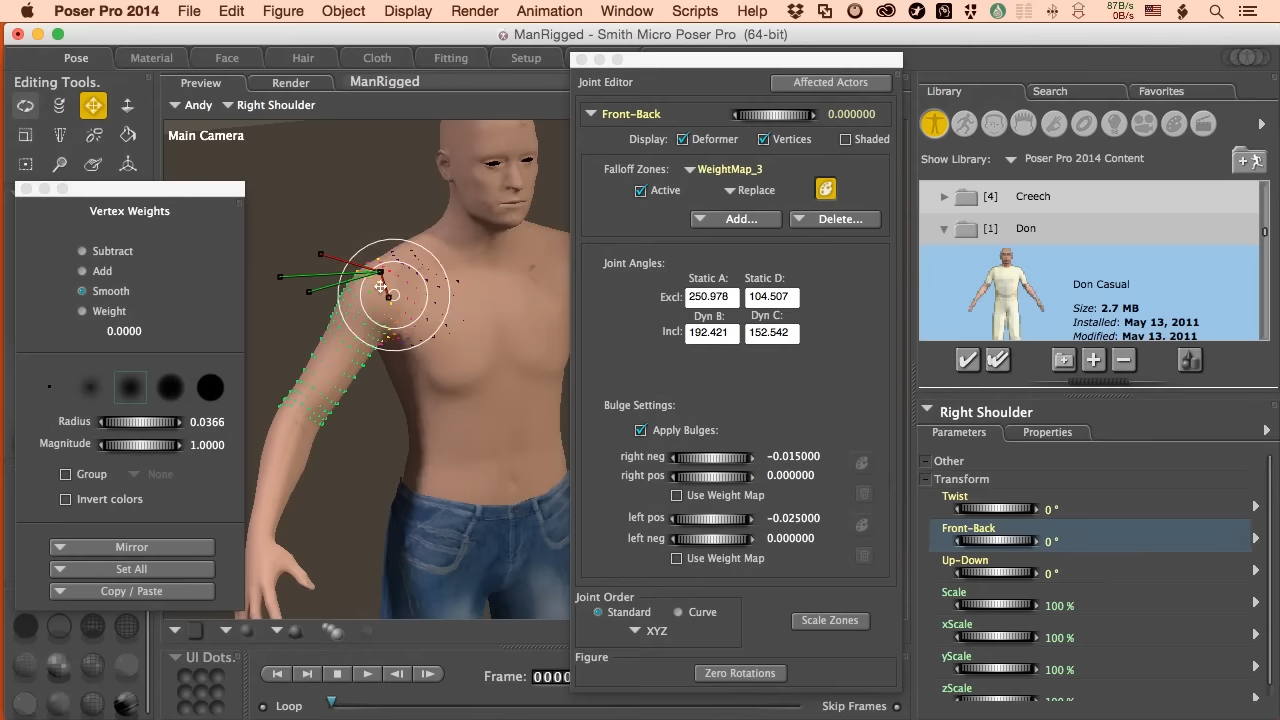 Poser Pro 2014 File Edit Figure Object Display Render Animation Window Scripts Help 87B/s 0B/s
ManRigged - Smith Micro Poser Pro (64-bit)
Pose Material Face Hair Cloth Fitting Setup
Editing Tools.
Preview Render ManRigged
Andy Right Shoulder
Main Camera
Vertex Weights
Subtract
Add
Smooth
Weight
0.0000
Radius 0.0366
Magnitude 1.0000
Group None
Invert colors
Mirror
Set All
Copy / Paste
UI Dots.
Frame: 0000
Loop
Skip Frames
Joint Editor Affected Actors
Front-Back 0.000000
Display: Deformer Vertices Shaded
Falloff Zones: WeightMap_3
Active Replace
Add... Delete...
Joint Angles:
Static A: Static D:
Excl: 250.978 104.507
Dyn B: Dyn C:
Incl: 192.421 152.542
Bulge Settings:
Apply Bulges:
right neg -0.015000
right pos 0.000000
Use Weight Map
left pos -0.025000
left neg 0.000000
Use Weight Map
Joint Order
Standard Curve
XYZ
Scale Zones
Figure
Zero Rotations
Library Search Favorites
Show Library: Poser Pro 2014 Content
[4] Creech
[1] Don
Don Casual
Size: 2.7 MB
Installed: May 13, 2011
Modified: May 13, 2011
Right Shoulder
Parameters Properties
Other
Transform
Twist
0 °
Front-Back
0 °
Up-Down
0 °
Scale
100 %
xScale
100 %
yScale
100 %
zScale
100 %